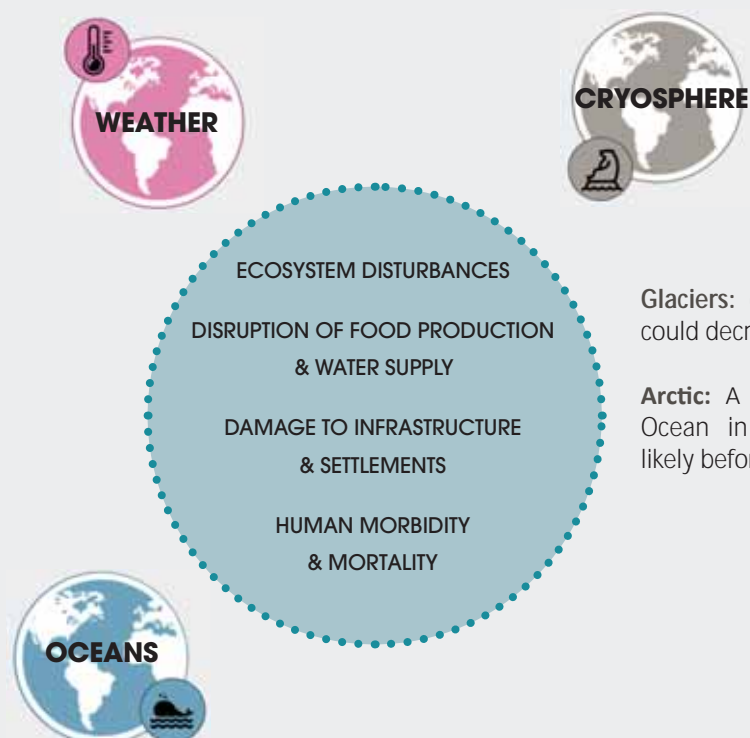 WEATHER
CRYOSPHERE
ECOSYSTEM DISTURBANCES
DISRUPTION OF FOOD PRODUCTION
& WATER SUPPLY
DAMAGE TO INFRASTRUCTURE
& SETTLEMENTS
HUMAN MORBIDITY
& MORTALITY
Glaciers:
could decr
Arctic: A
Ocean in
likely befor
OCEANS